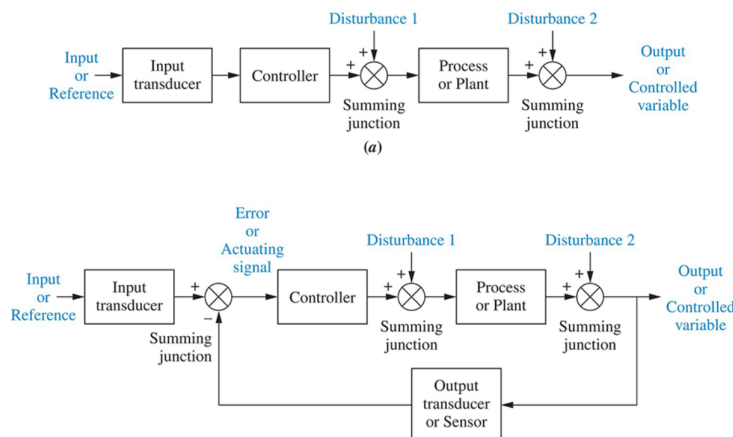 Disturbance 1
Disturbance 2
Input
or
Reference
Input
transducer
Controller
+
+
Summing
junction
Process
or Plant
+
+
Summing
junction
Output
or
Controlled
variable
(a)
Error
or
Actuating
signal
Disturbance 1
Disturbance 2
Input
or
Reference
Input
transducer
+
−
Summing
junction
Controller
+
+
Summing
junction
Process
or Plant
+
+
Summing
junction
Output
or
Controlled
variable
Output
transducer
or Sensor